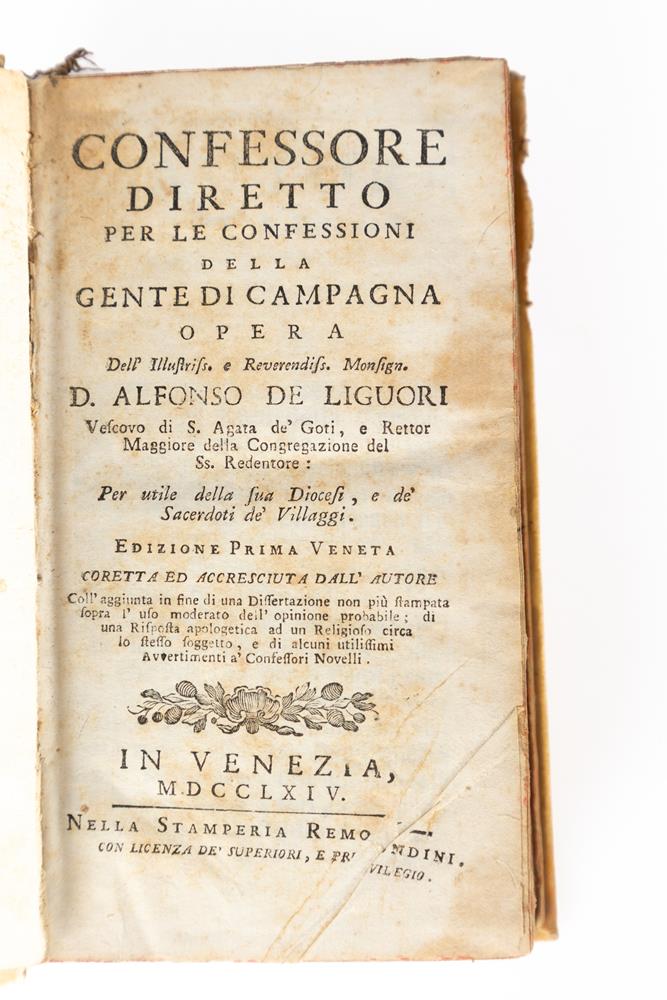 CONFESSORE
DIRETTO
PER LE CONFESSIONI
DELLA
GENTE DI CAMPAGNA
OPERA
Dell' Illuſtriſs. e Reverendiſs. Monſign.
D. ALFONSO DE LIGUORI
Veſcovo di S. Agata de' Goti, e Rettor
Maggiore della Congregazione del
Ss. Redentore:
Per utile della ſua Dioceſi, e de'
Sacerdoti de' Villaggi.
EDIZIONE PRIMA VENETA
CORETTA ED ACCRESCIUTA DALL' AUTORE
Coll' aggiunta in fine di una Diſſertazione non più ſtampata
ſopra l' uſo moderato dell' opinione probabile; di
una Riſpoſta apologetica ad un Religioſo circa
lo ſteſſo ſoggetto, e di alcuni utiliſſimi
Avvertimenti a' Confeſſori Novelli.
IN VENEZIA,
M.DCCLXIV.
NELLA STAMPERIA REMO NDINI.
CON LICENZA DE' SUPERIORI, E PRI VILEGIO.